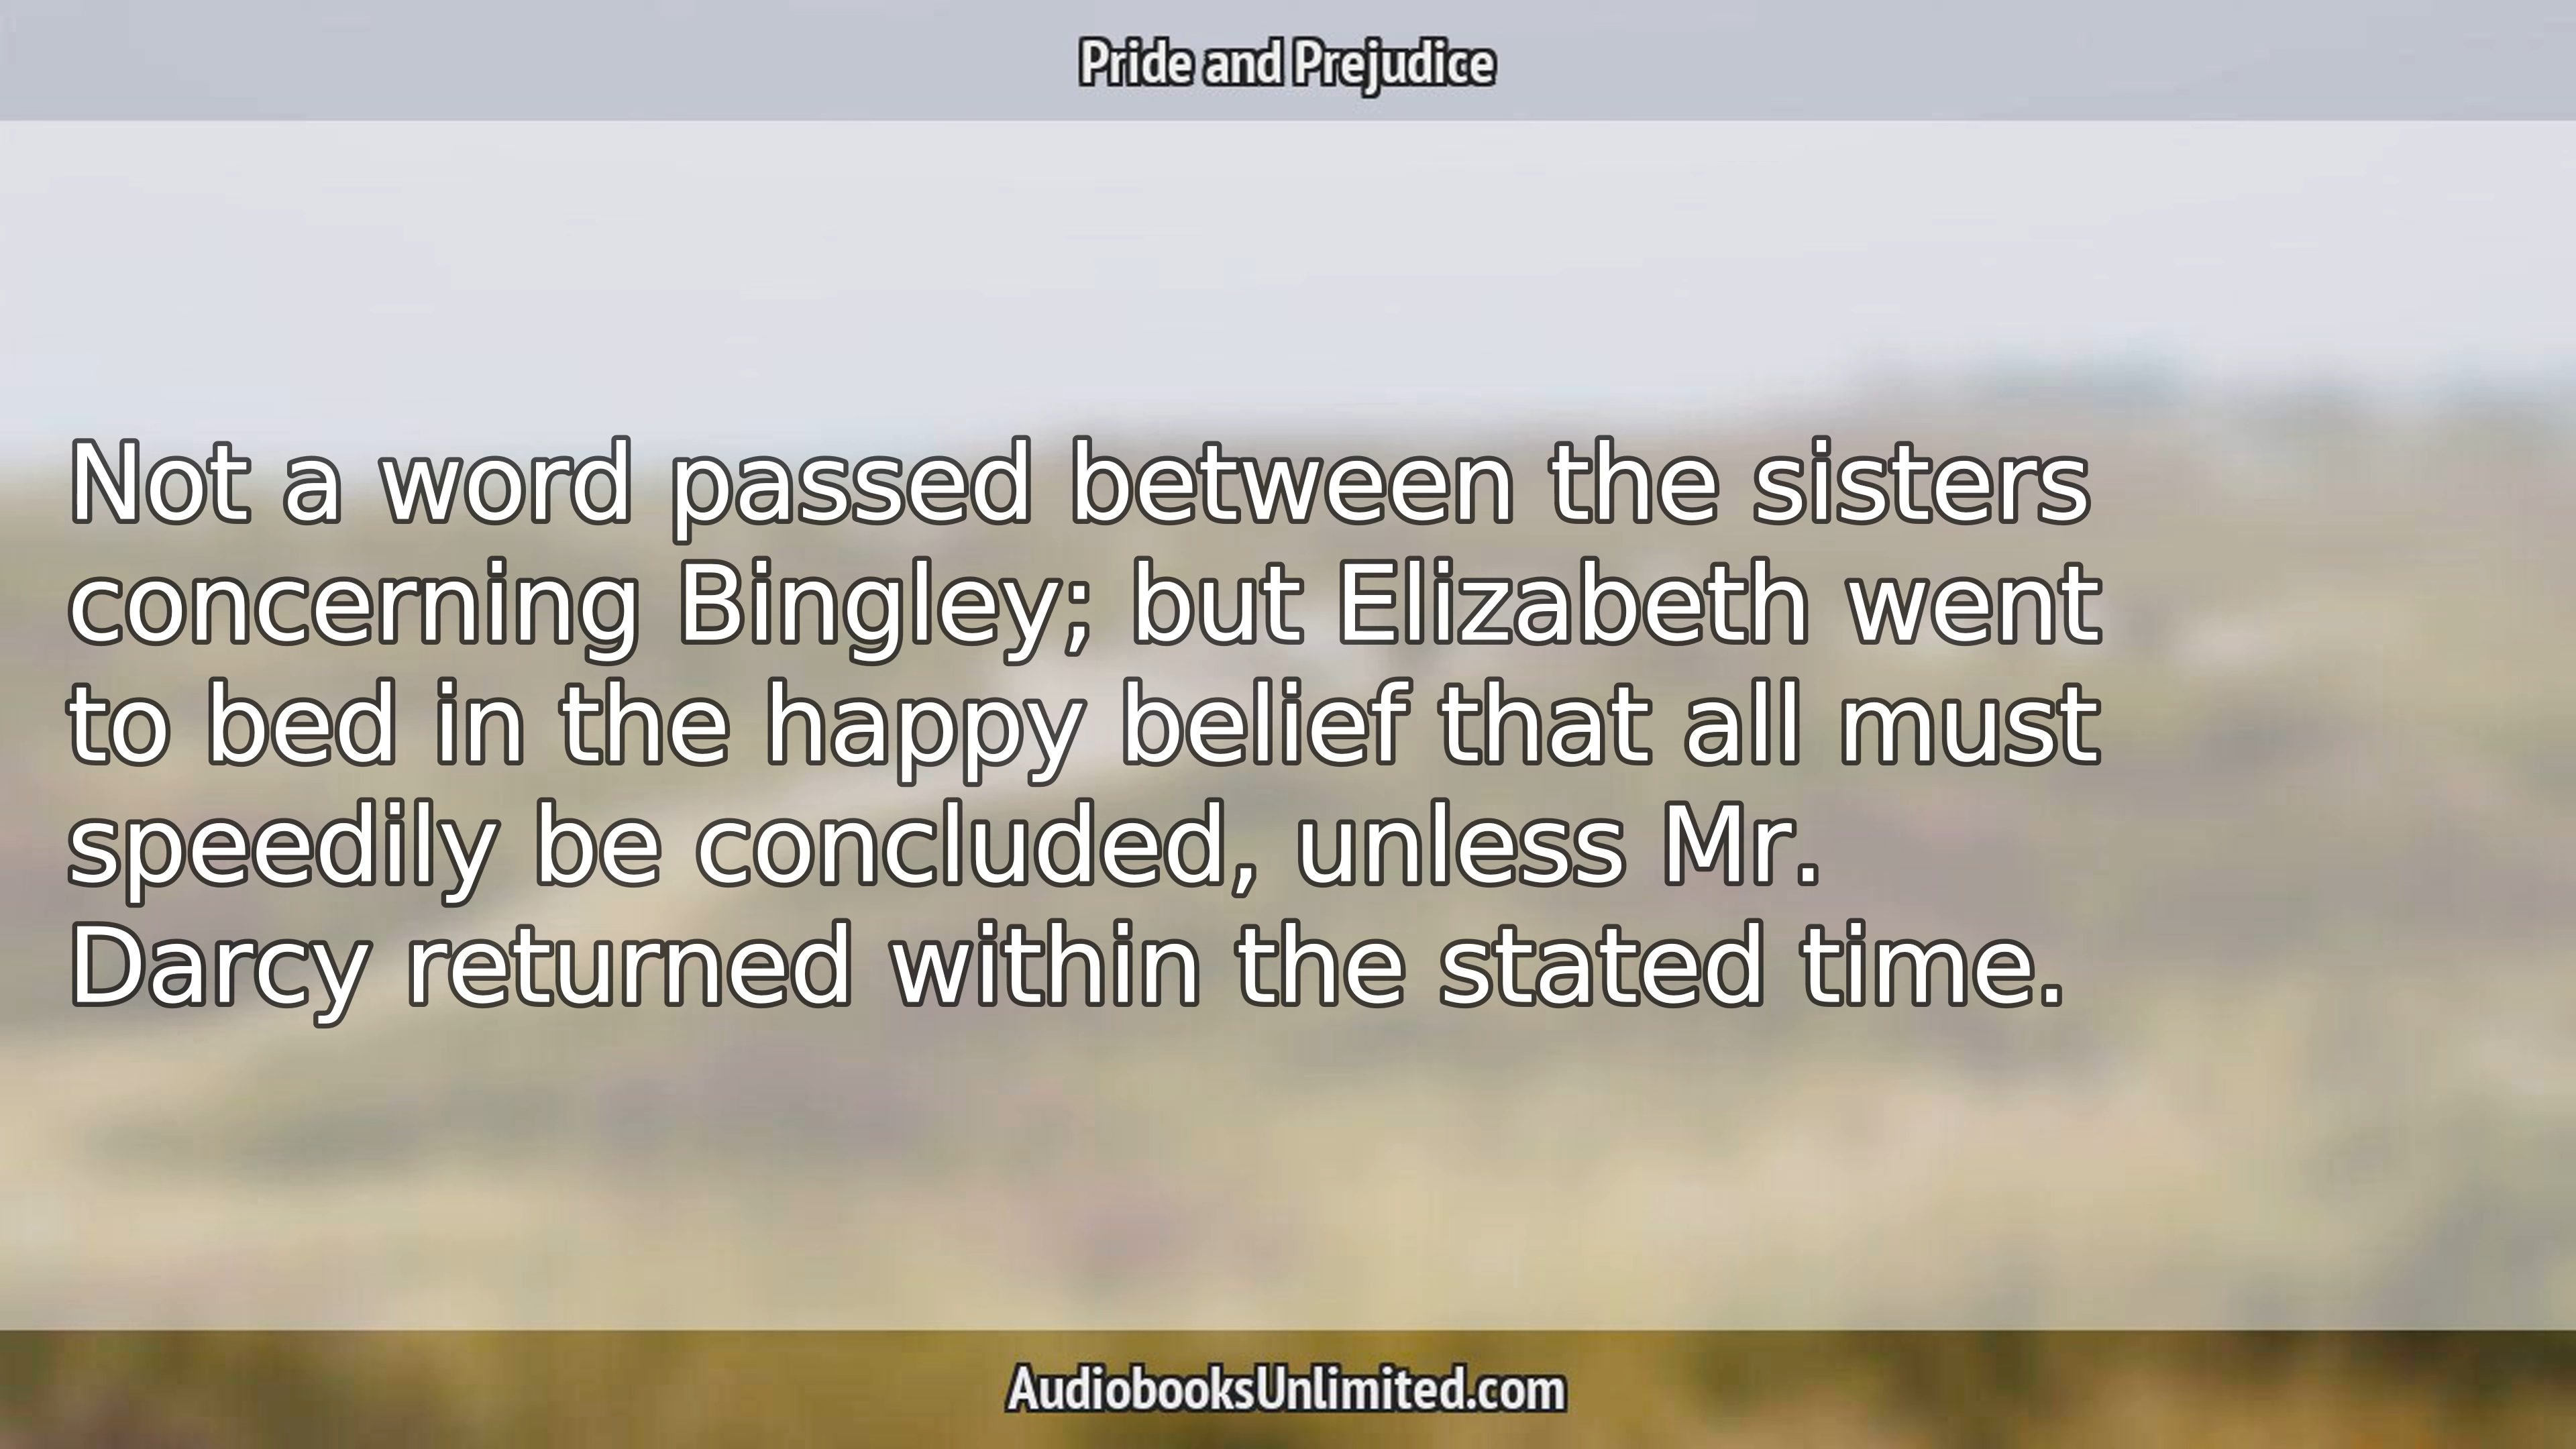 Pride and Prejudice
Not a word passed between the sisters
concerning Bingley; but Elizabeth went
to bed in the happy belief that all must
speedily be concluded, unless Mr.
Darcy returned within the stated time.
AudiobooksUnlimited.com